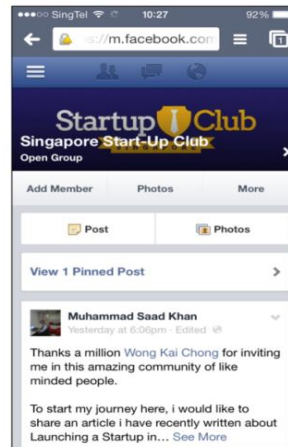 SingTel 10:27 92%
s://m.facebook.com 1
Startup Club
SINGAPORE
Singapore Start-Up Club
Open Group
Add Member Photos More
Post Photos
View 1 Pinned Post
Muhammad Saad Khan
Yesterday at 6:06pm · Edited
Thanks a million Wong Kai Chong for inviting
me in this amazing community of like
minded people.
To start my journey here, i would like to
share an article i have recently written about
Launching a Startup in... See More